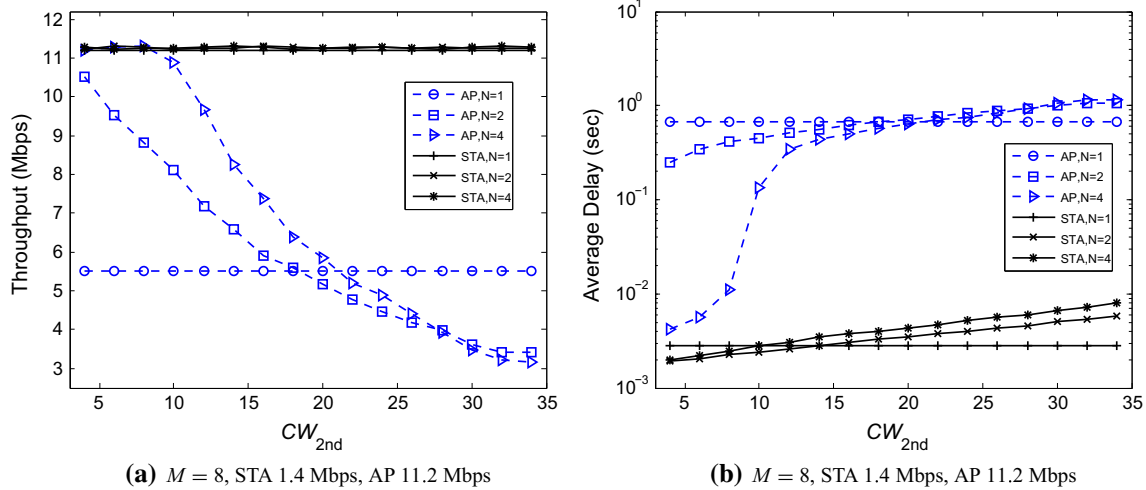 12
11
10
9
8
7
6
5
4
3
Throughput (Mbps)
AP,N=1
AP,N=2
AP,N=4
STA,N=1
STA,N=2
STA,N=4
5 10 15 20 25 30 35
CW2nd
(a) M = 8, STA 1.4 Mbps, AP 11.2 Mbps
10^1
10^0
10^-1
10^-2
10^-3
Average Delay (sec)
AP,N=1
AP,N=2
AP,N=4
STA,N=1
STA,N=2
STA,N=4
5 10 15 20 25 30 35
CW2nd
(b) M = 8, STA 1.4 Mbps, AP 11.2 Mbps